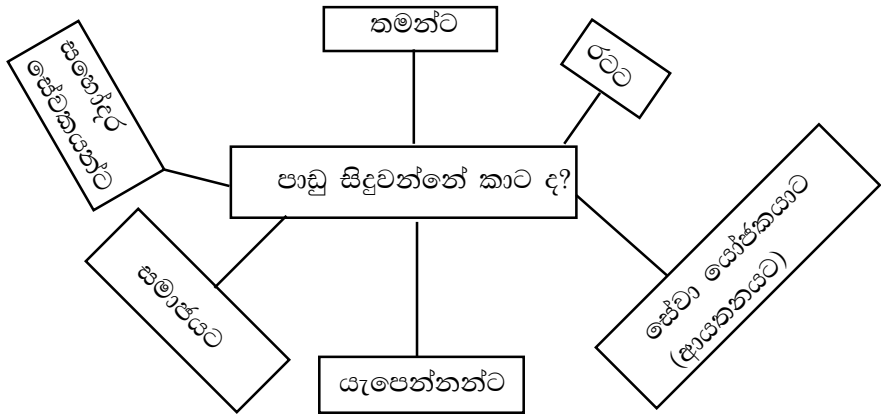 තමන්ට
රටට
සහෝදර
සේවකයන්ට
පාඩු සිදුවන්නේ කාට ද?
සේවා යෝජකයාට
(ආයතනයට)
සමාජයට
යැපෙන්නන්ට